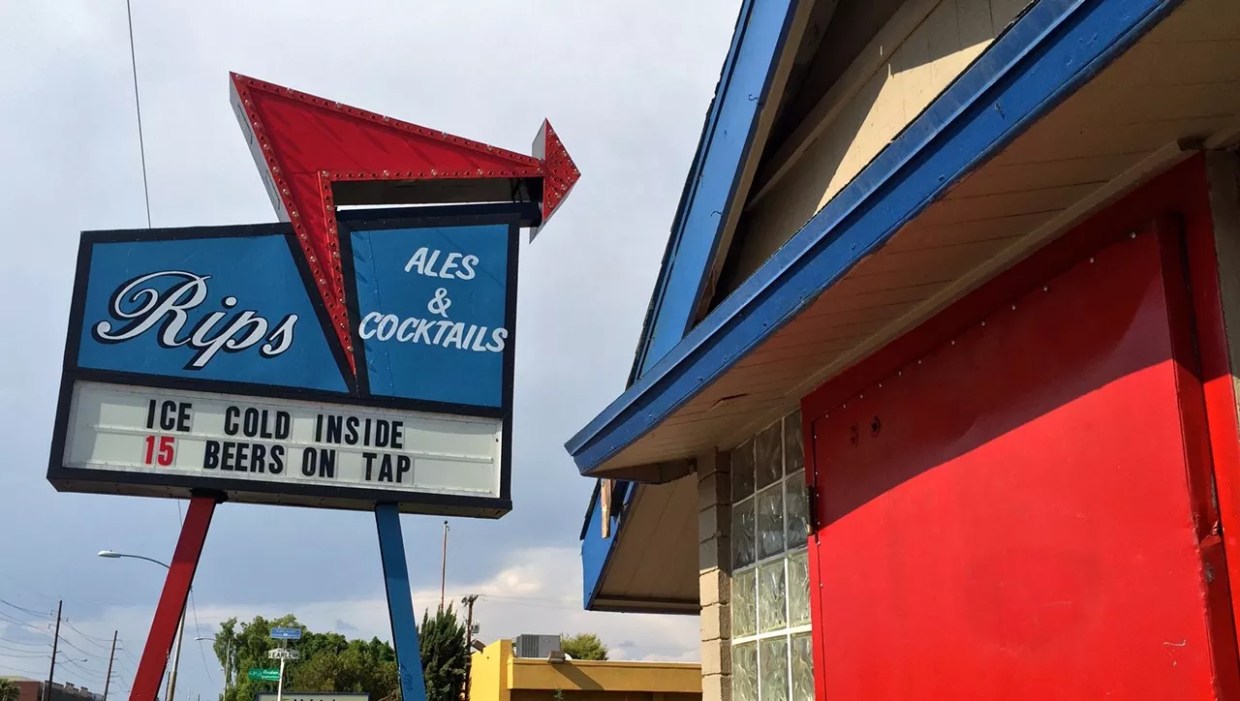 Rips
ALES
&
COCKTAILS
ICE COLD INSIDE
15 BEERS ON TAP